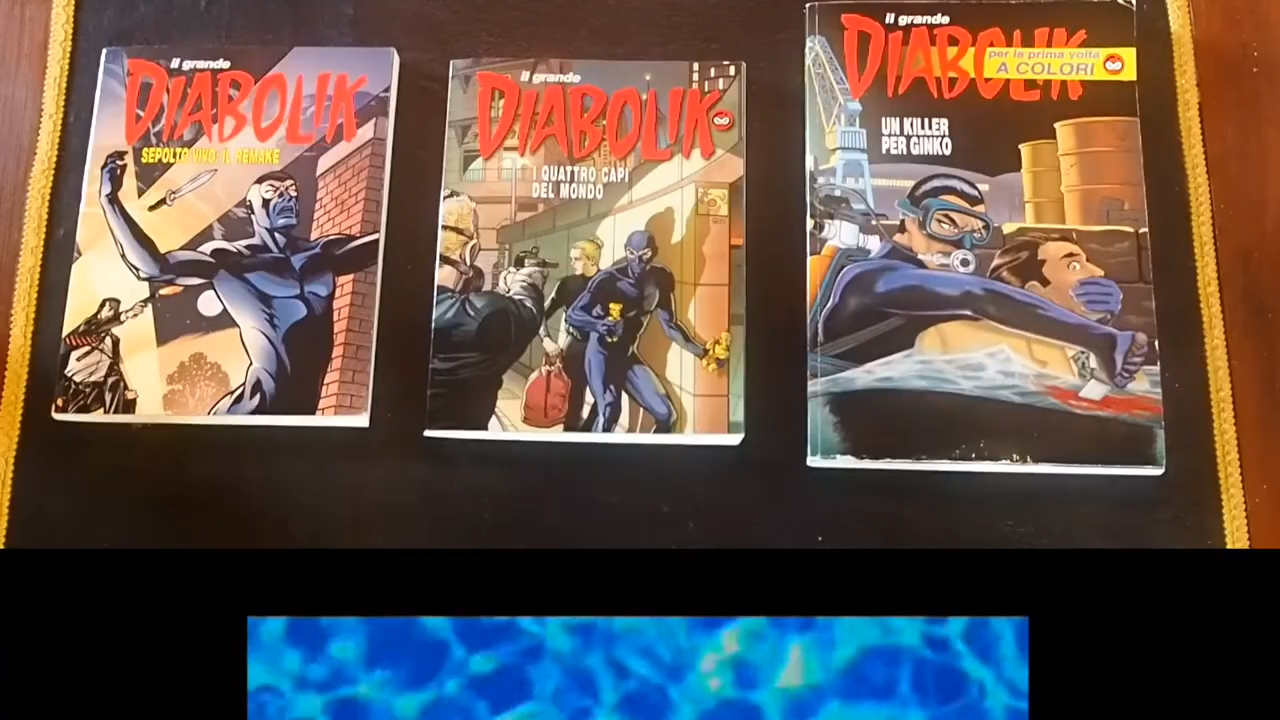 il grande
DIABOLIK
SEPOLTO VIVO: IL REMAKE
il grande
DIABOLIK
I QUATTRO CAPI
DEL MONDO
il grande
DIABOLIK
per la prima volta
A COLORI
UN KILLER
PER GINKO